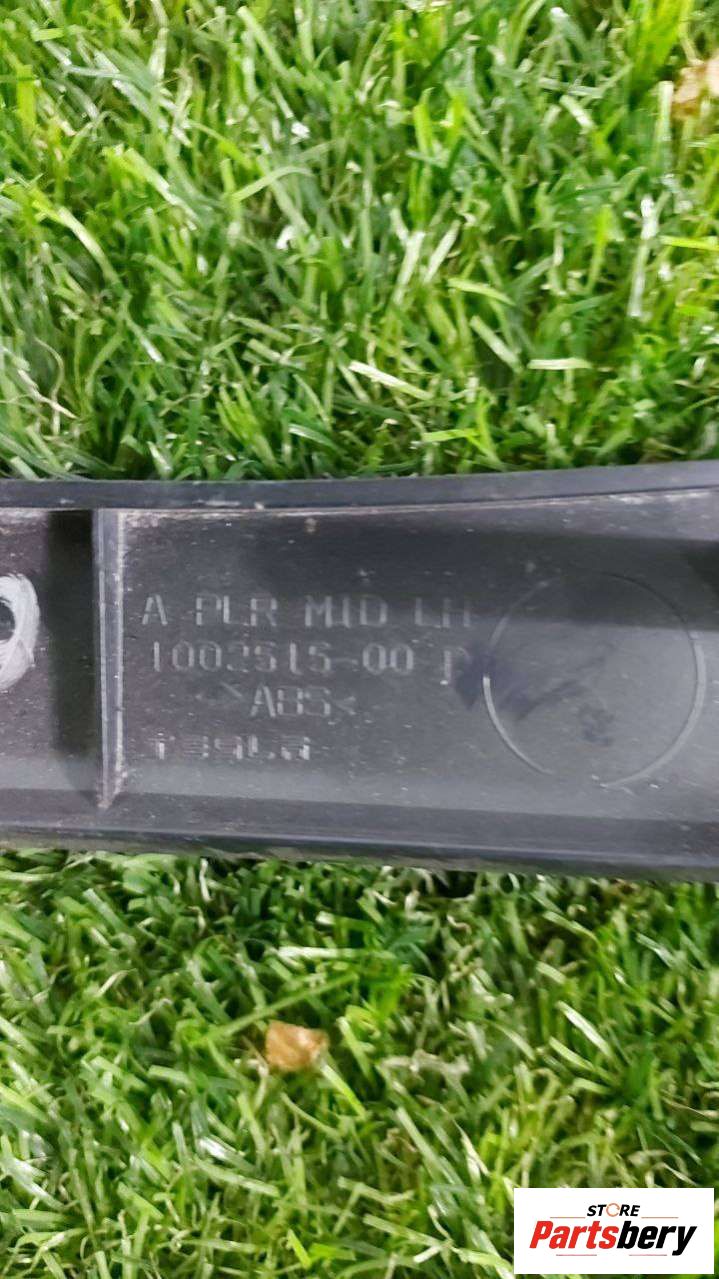 A PLR MID LH
1002515-00
>ABS<
STORE
Partsbery